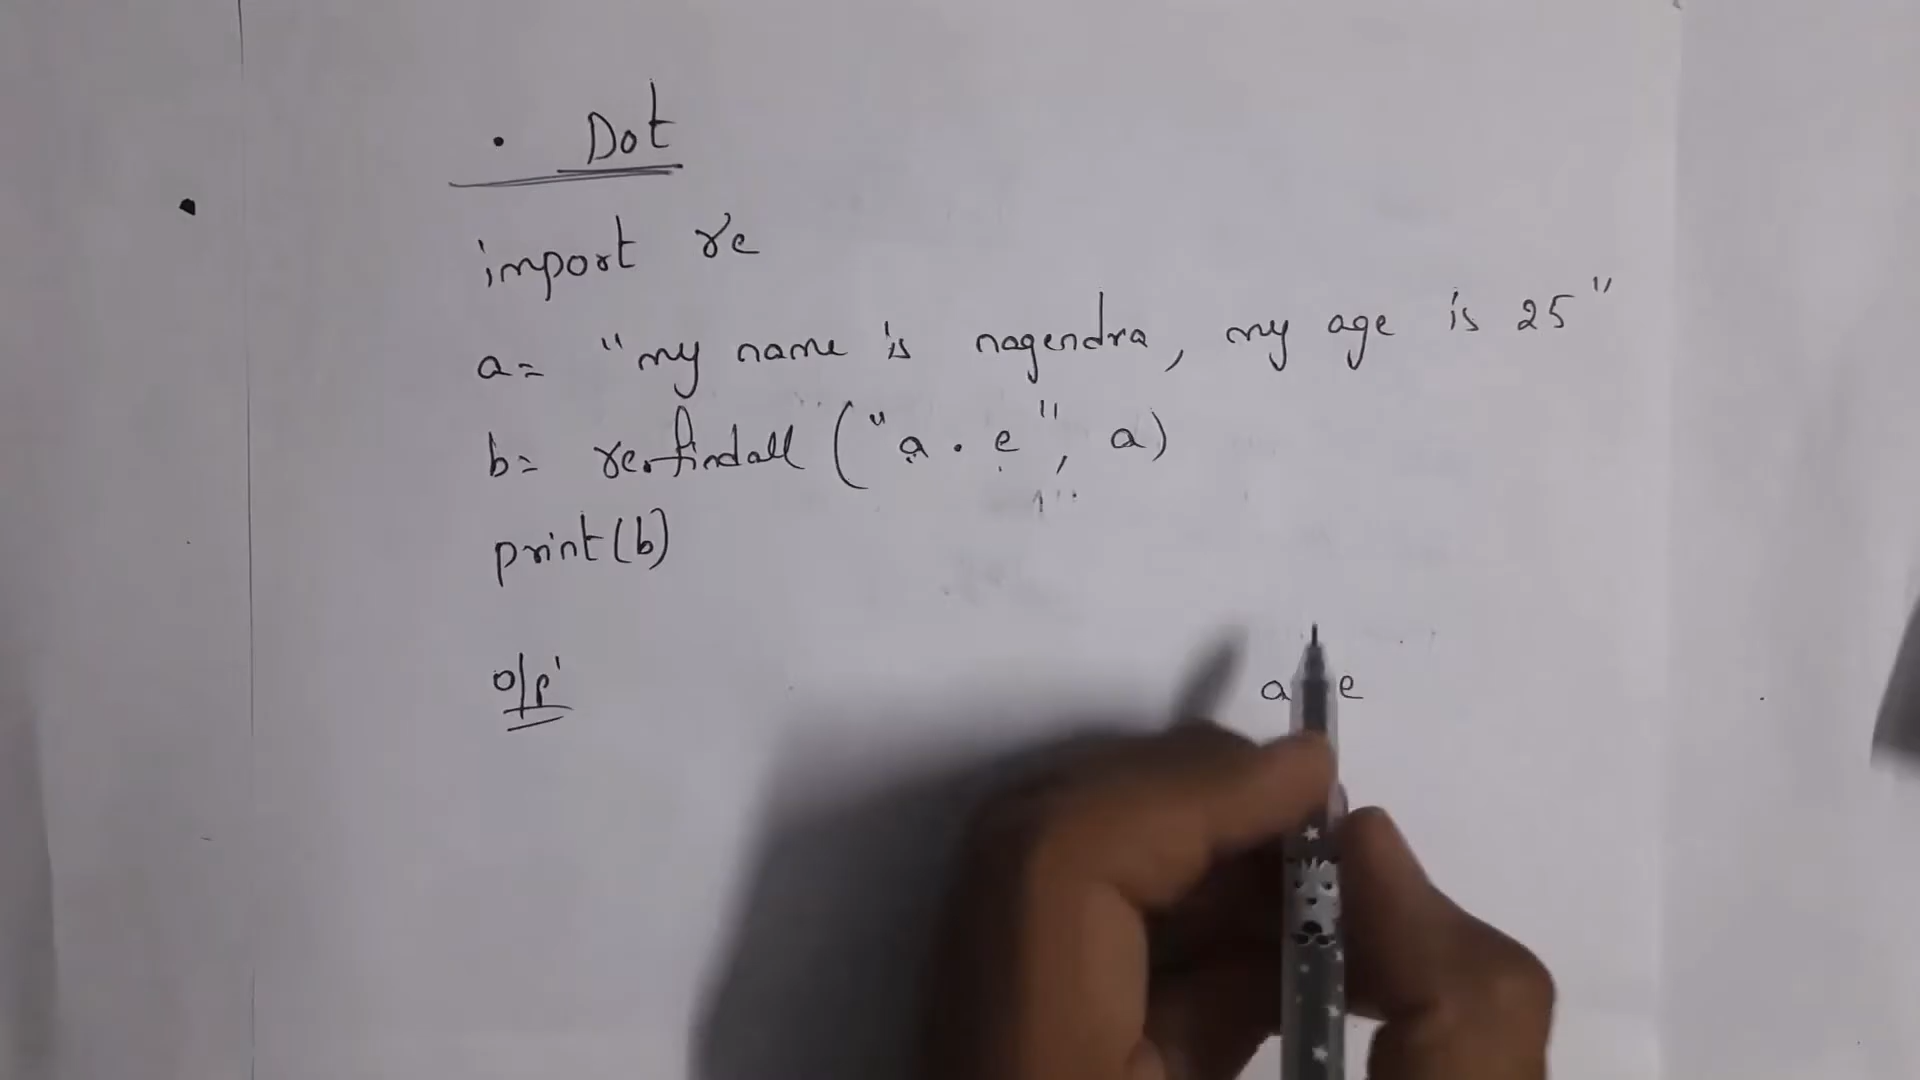 . Dot
import re
a= "my name is nagendra, my age is 25"
b= re.findall ("a . e", a)
print(b)
o/p
a e